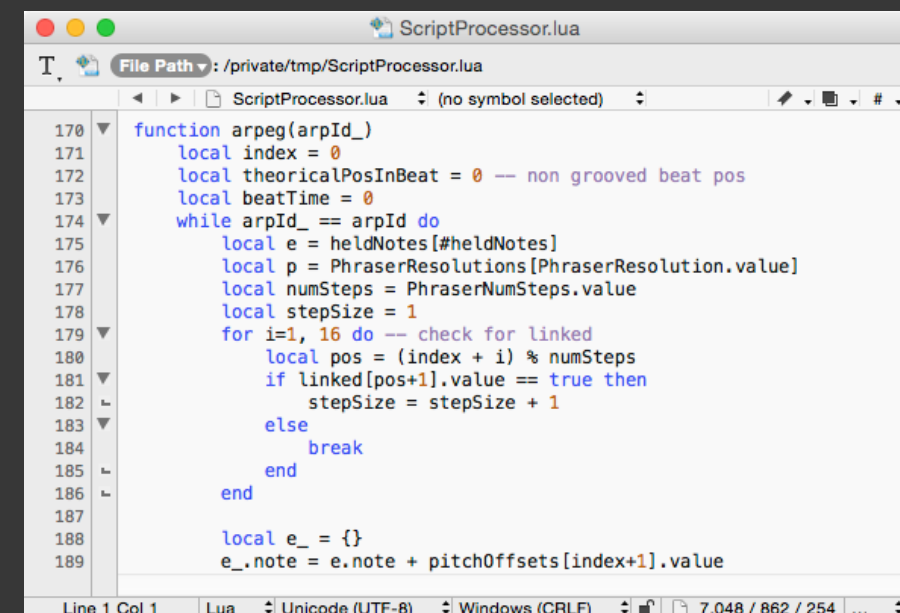 ScriptProcessor.lua
T File Path : /private/tmp/ScriptProcessor.lua
ScriptProcessor.lua (no symbol selected) #
170 function arpeg(arpId_)
171     local index = 0
172     local theoricalPosInBeat = 0 -- non grooved beat pos
173     local beatTime = 0
174     while arpId_ == arpId do
175         local e = heldNotes[#heldNotes]
176         local p = PhraserResolutions[PhraserResolution.value]
177         local numSteps = PhraserNumSteps.value
178         local stepSize = 1
179         for i=1, 16 do -- check for linked
180             local pos = (index + i) % numSteps
181             if linked[pos+1].value == true then
182                 stepSize = stepSize + 1
183             else
184                 break
185             end
186         end
187
188         local e_ = {}
189         e_.note = e.note + pitchOffsets[index+1].value
Line 1 Col 1 Lua Unicode (UTF-8) Windows (CRLF) 7,048 / 862 / 254 ...